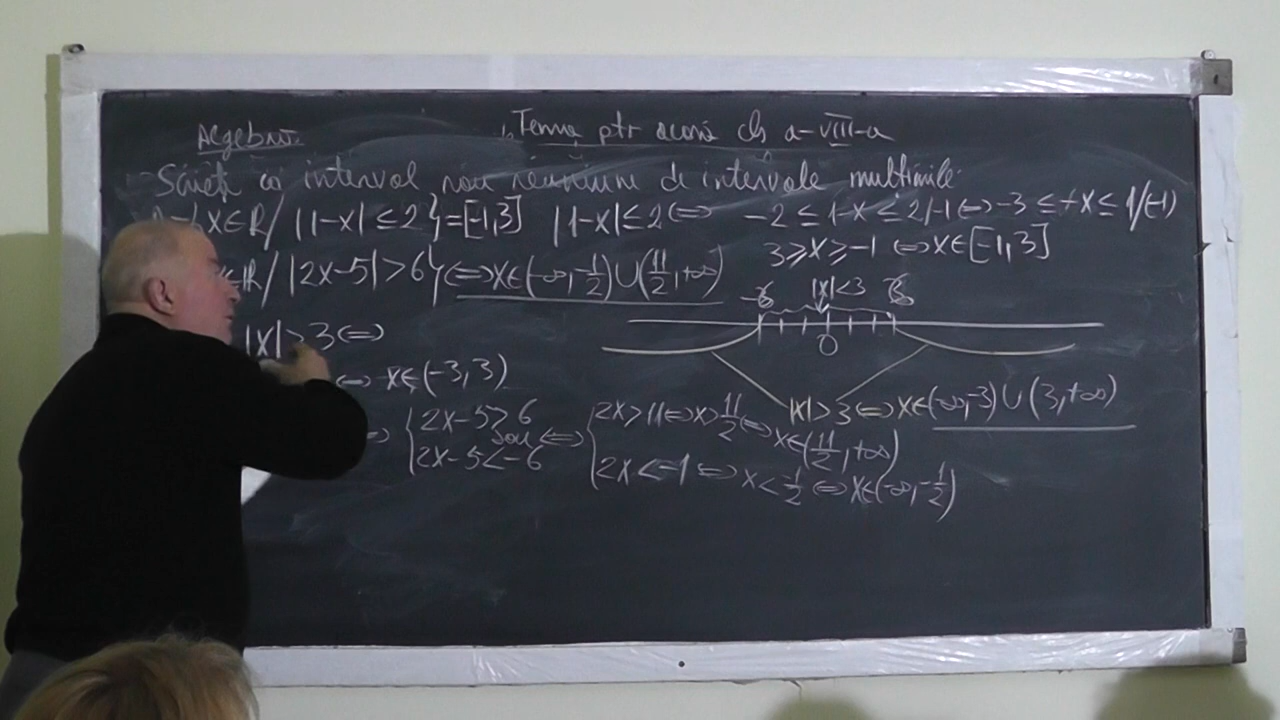 Algebra.
Temă ptr acasă cls a-VIII-a
Scrieți ca interval sau reuniune de intervale mulțimile
X∈R/ |1-x| ≤ 2}=[-1,3] |1-x|≤2⇔ -2 ≤ 1-x ≤ 2/-1⇔-3 ≤ -x ≤ 1/(-1)
3≥x≥-1 ⇔x∈[-1,3]
R/ |2x-5|>6}⇔x∈(-∞,-1/2)∪(11/2,+∞)
|x|<3
0
|x|>3⇔
⇔ x∈(-3,3)
|x|>3⇔x∈(-∞,-3)∪(3,+∞)
{2x-5>6 sau ⇔ {2x>11⇔x>11/2⇔x∈(11/2,+∞)
2x-5<-6 2x<-1⇔x<-1/2⇔x∈(-∞,-1/2)